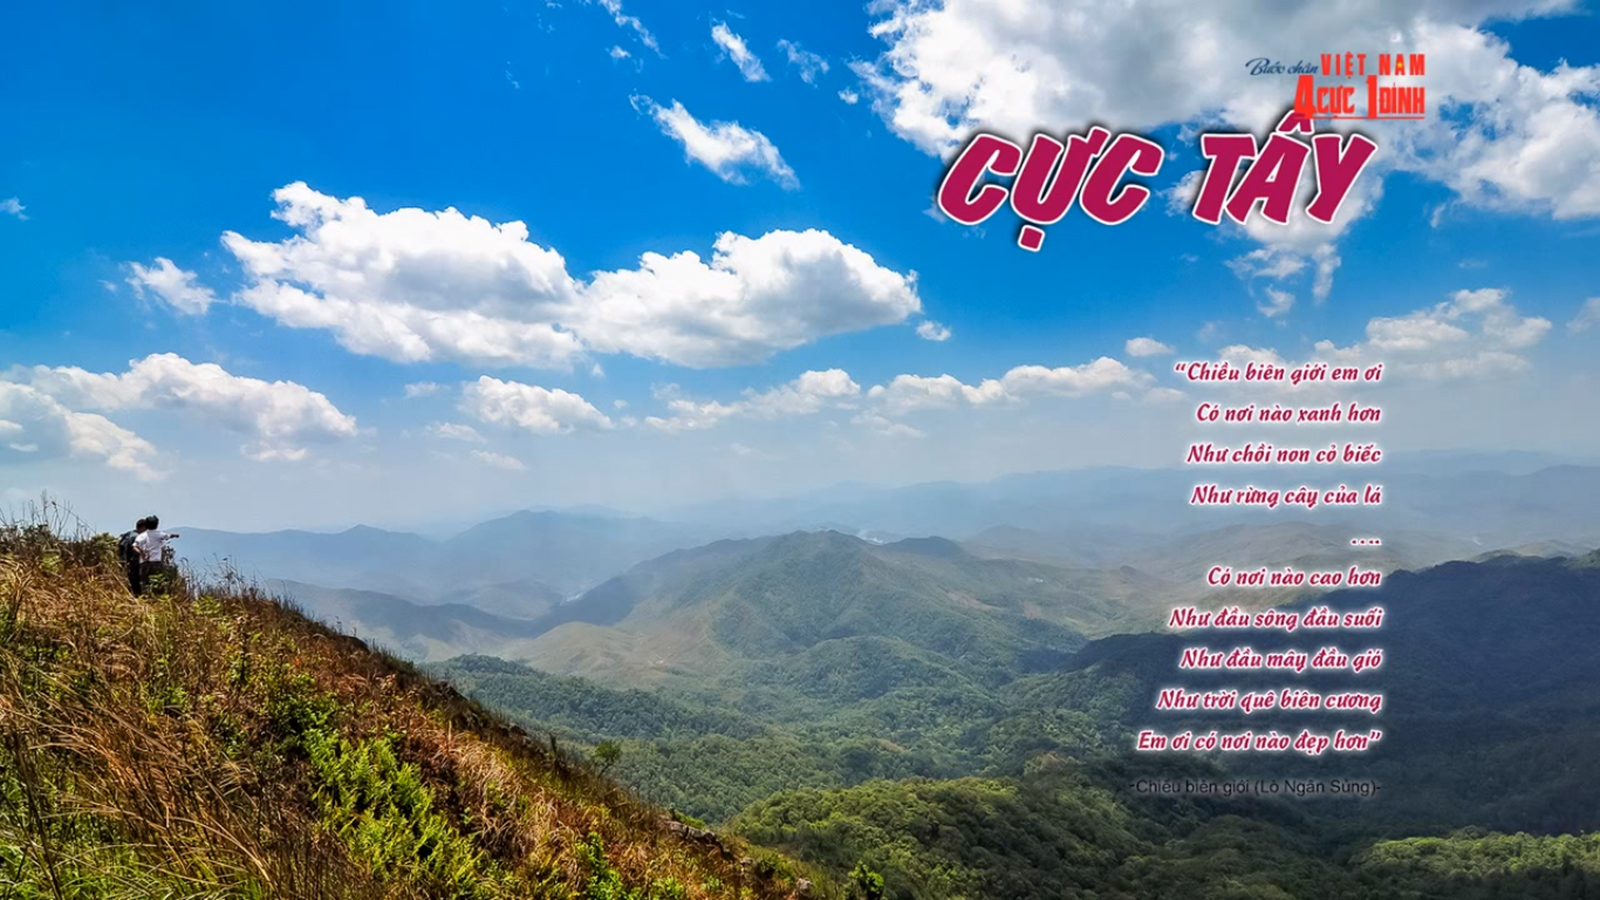 Bước chân VIỆT NAM
4 CỰC 1 ĐỈNH
CỰC TÂY
“Chiều biên giới em ơi
Có nơi nào xanh hơn
Như chồi non cỏ biếc
Như rừng cây của lá
....
Có nơi nào cao hơn
Như đầu sông đầu suối
Như đầu mây đầu gió
Như trời quê biên cương
Em ơi có nơi nào đẹp hơn”
-Chiều biên giới (Lò Ngân Sủng)-